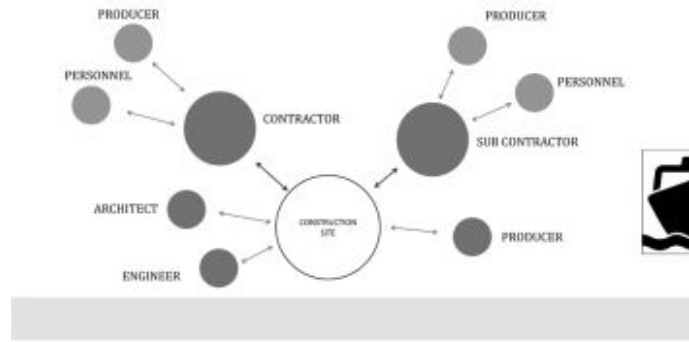 PRODUCER
PRODUCER
PERSONNEL
PERSONNEL
CONTRACTOR
SUB CONTRACTOR
ARCHITECT
CONSTRUCTION
SITE
PRODUCER
ENGINEER